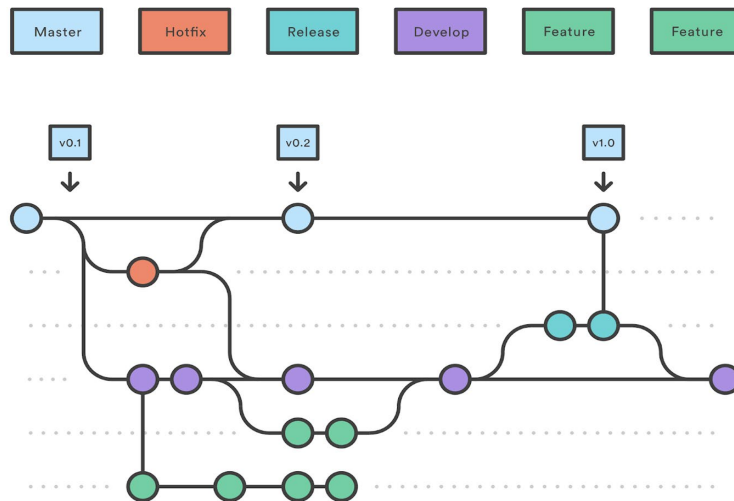 Master
Hotfix
Release
Develop
Feature
Feature
v0.1
v0.2
v1.0